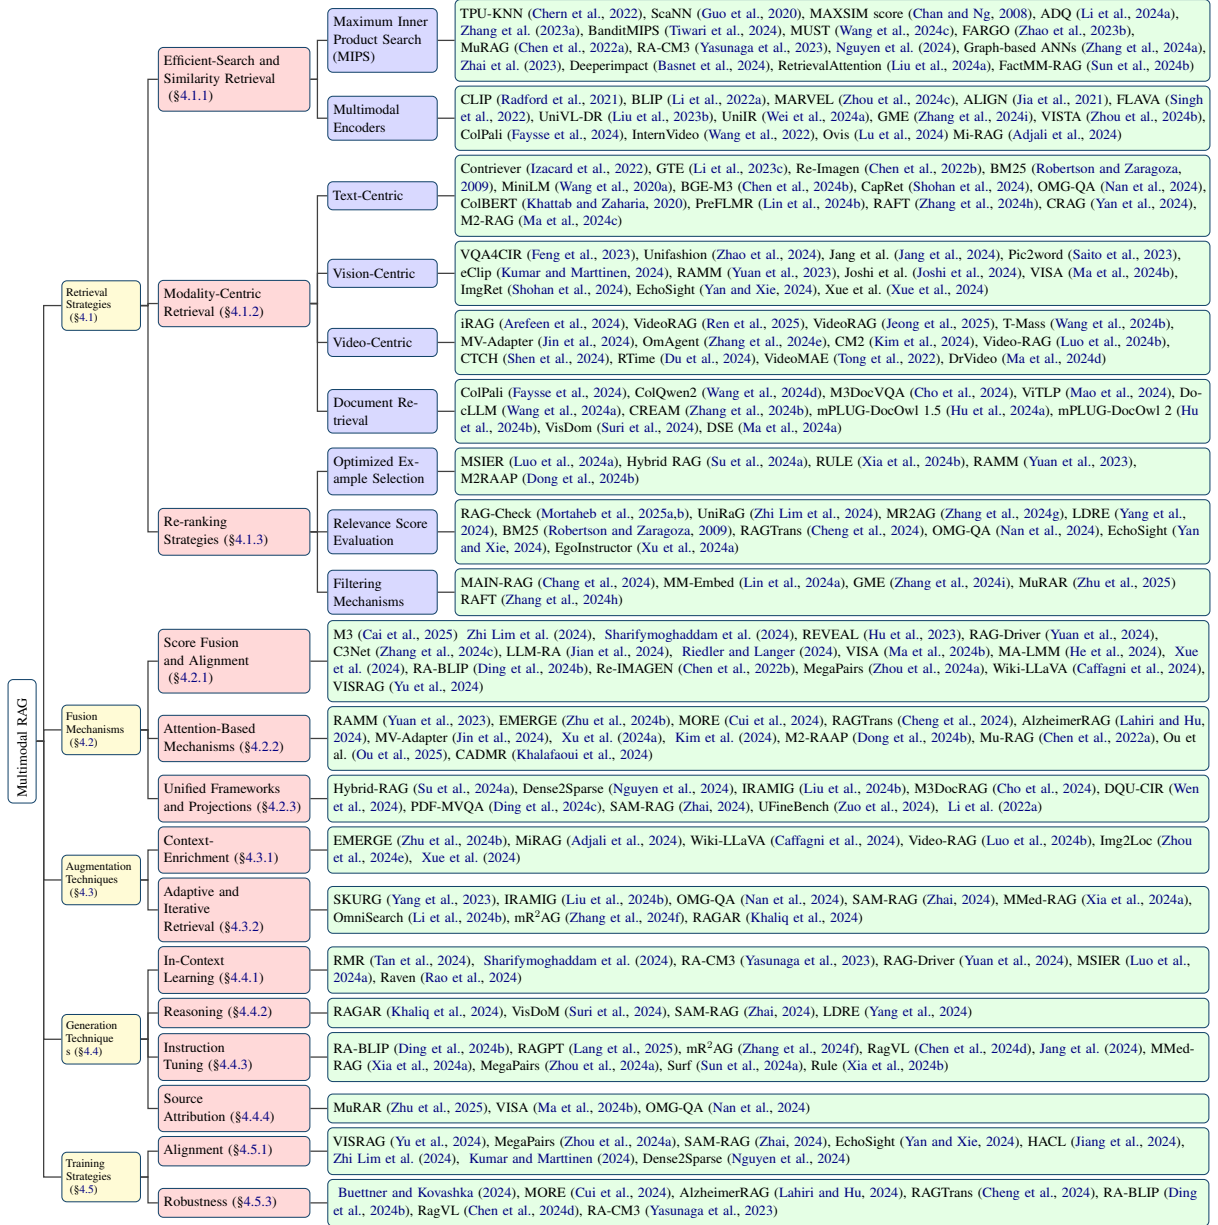 Multimodal RAG
Retrieval
Strategies
(§4.1)
Efficient-Search and
Similarity Retrieval
(§4.1.1)
Maximum Inner
Product Search
(MIPS)
TPU-KNN (Chern et al., 2022), ScaNN (Guo et al., 2020), MAXSIM score (Chan and Ng, 2008), ADQ (Li et al., 2024a),
Zhang et al. (2023a), BanditMIPS (Tiwari et al., 2024), MUST (Wang et al., 2024c), FARGO (Zhao et al., 2023b),
MuRAG (Chen et al., 2022a), RA-CM3 (Yasunaga et al., 2023), Nguyen et al. (2024), Graph-based ANNs (Zhang et al., 2024a),
Zhai et al. (2023), Deeperimpact (Basnet et al., 2024), RetrievalAttention (Liu et al., 2024a), FactMM-RAG (Sun et al., 2024b)
Multimodal
Encoders
CLIP (Radford et al., 2021), BLIP (Li et al., 2022a), MARVEL (Zhou et al., 2024c), ALIGN (Jia et al., 2021), FLAVA (Singh
et al., 2022), UniVL-DR (Liu et al., 2023b), UniIR (Wei et al., 2024a), GME (Zhang et al., 2024i), VISTA (Zhou et al., 2024b),
ColPali (Faysse et al., 2024), InternVideo (Wang et al., 2022), Ovis (Lu et al., 2024) Mi-RAG (Adjali et al., 2024)
Modality-Centric
Retrieval (§4.1.2)
Text-Centric
Contriever (Izacard et al., 2022), GTE (Li et al., 2023c), Re-Imagen (Chen et al., 2022b), BM25 (Robertson and Zaragoza,
2009), MiniLM (Wang et al., 2020a), BGE-M3 (Chen et al., 2024b), CapRet (Shohan et al., 2024), OMG-QA (Nan et al., 2024),
ColBERT (Khattab and Zaharia, 2020), PreFLMR (Lin et al., 2024b), RAFT (Zhang et al., 2024h), CRAG (Yan et al., 2024),
M2-RAG (Ma et al., 2024c)
Vision-Centric
VQA4CIR (Feng et al., 2023), Unifashion (Zhao et al., 2024), Jang et al. (Jang et al., 2024), Pic2word (Saito et al., 2023),
eClip (Kumar and Marttinen, 2024), RAMM (Yuan et al., 2023), Joshi et al. (Joshi et al., 2024), VISA (Ma et al., 2024b),
ImgRet (Shohan et al., 2024), EchoSight (Yan and Xie, 2024), Xue et al. (Xue et al., 2024)
Video-Centric
iRAG (Arefeen et al., 2024), VideoRAG (Ren et al., 2025), VideoRAG (Jeong et al., 2025), T-Mass (Wang et al., 2024b),
MV-Adapter (Jin et al., 2024), OmAgent (Zhang et al., 2024e), CM2 (Kim et al., 2024), Video-RAG (Luo et al., 2024b),
CTCH (Shen et al., 2024), RTime (Du et al., 2024), VideoMAE (Tong et al., 2022), DrVideo (Ma et al., 2024d)
Document Re-
trieval
ColPali (Faysse et al., 2024), ColQwen2 (Wang et al., 2024d), M3DocVQA (Cho et al., 2024), ViTLP (Mao et al., 2024), Do-
cLLM (Wang et al., 2024a), CREAM (Zhang et al., 2024b), mPLUG-DocOwl 1.5 (Hu et al., 2024a), mPLUG-DocOwl 2 (Hu
et al., 2024b), VisDom (Suri et al., 2024), DSE (Ma et al., 2024a)
Re-ranking
Strategies (§4.1.3)
Optimized Ex-
ample Selection
MSIER (Luo et al., 2024a), Hybrid RAG (Su et al., 2024a), RULE (Xia et al., 2024b), RAMM (Yuan et al., 2023),
M2RAAP (Dong et al., 2024b)
Relevance Score
Evaluation
RAG-Check (Mortaheb et al., 2025a,b), UniRaG (Zhi Lim et al., 2024), MR2AG (Zhang et al., 2024g), LDRE (Yang et al.,
2024), BM25 (Robertson and Zaragoza, 2009), RAGTrans (Cheng et al., 2024), OMG-QA (Nan et al., 2024), EchoSight (Yan
and Xie, 2024), EgoInstructor (Xu et al., 2024a)
Filtering
Mechanisms
MAIN-RAG (Chang et al., 2024), MM-Embed (Lin et al., 2024a), GME (Zhang et al., 2024i), MuRAR (Zhu et al., 2025)
RAFT (Zhang et al., 2024h)
Fusion
Mechanisms
(§4.2)
Score Fusion
and Alignment
(§4.2.1)
M3 (Cai et al., 2025) Zhi Lim et al. (2024), Sharifymoghaddam et al. (2024), REVEAL (Hu et al., 2023), RAG-Driver (Yuan et al., 2024),
C3Net (Zhang et al., 2024c), LLM-RA (Jian et al., 2024), Riedler and Langer (2024), VISA (Ma et al., 2024b), MA-LMM (He et al., 2024), Xue
et al. (2024), RA-BLIP (Ding et al., 2024b), Re-IMAGEN (Chen et al., 2022b), MegaPairs (Zhou et al., 2024a), Wiki-LLaVA (Caffagni et al., 2024),
VISRAG (Yu et al., 2024)
Attention-Based
Mechanisms (§4.2.2)
RAMM (Yuan et al., 2023), EMERGE (Zhu et al., 2024b), MORE (Cui et al., 2024), RAGTrans (Cheng et al., 2024), AlzheimerRAG (Lahiri and Hu,
2024), MV-Adapter (Jin et al., 2024), Xu et al. (2024a), Kim et al. (2024), M2-RAAP (Dong et al., 2024b), Mu-RAG (Chen et al., 2022a), Ou et
al. (Ou et al., 2025), CADMR (Khalafaoui et al., 2024)
Unified Frameworks
and Projections (§4.2.3)
Hybrid-RAG (Su et al., 2024a), Dense2Sparse (Nguyen et al., 2024), IRAMIG (Liu et al., 2024b), M3DocRAG (Cho et al., 2024), DQU-CIR (Wen
et al., 2024), PDF-MVQA (Ding et al., 2024c), SAM-RAG (Zhai, 2024), UFineBench (Zuo et al., 2024), Li et al. (2022a)
Augmentation
Techniques
(§4.3)
Context-
Enrichment (§4.3.1)
EMERGE (Zhu et al., 2024b), MiRAG (Adjali et al., 2024), Wiki-LLaVA (Caffagni et al., 2024), Video-RAG (Luo et al., 2024b), Img2Loc (Zhou
et al., 2024e), Xue et al. (2024)
Adaptive and
Iterative
Retrieval (§4.3.2)
SKURG (Yang et al., 2023), IRAMIG (Liu et al., 2024b), OMG-QA (Nan et al., 2024), SAM-RAG (Zhai, 2024), MMed-RAG (Xia et al., 2024a),
OmniSearch (Li et al., 2024b), mR²AG (Zhang et al., 2024f), RAGAR (Khaliq et al., 2024)
Generation
Technique
s (§4.4)
In-Context
Learning (§4.4.1)
RMR (Tan et al., 2024), Sharifymoghaddam et al. (2024), RA-CM3 (Yasunaga et al., 2023), RAG-Driver (Yuan et al., 2024), MSIER (Luo et al.,
2024a), Raven (Rao et al., 2024)
Reasoning (§4.4.2)
RAGAR (Khaliq et al., 2024), VisDoM (Suri et al., 2024), SAM-RAG (Zhai, 2024), LDRE (Yang et al., 2024)
Instruction
Tuning (§4.4.3)
RA-BLIP (Ding et al., 2024b), RAGPT (Lang et al., 2025), mR²AG (Zhang et al., 2024f), RagVL (Chen et al., 2024d), Jang et al. (2024), MMed-
RAG (Xia et al., 2024a), MegaPairs (Zhou et al., 2024a), Surf (Sun et al., 2024a), Rule (Xia et al., 2024b)
Source
Attribution (§4.4.4)
MuRAR (Zhu et al., 2025), VISA (Ma et al., 2024b), OMG-QA (Nan et al., 2024)
Training
Strategies
(§4.5)
Alignment (§4.5.1)
VISRAG (Yu et al., 2024), MegaPairs (Zhou et al., 2024a), SAM-RAG (Zhai, 2024), EchoSight (Yan and Xie, 2024), HACL (Jiang et al., 2024),
Zhi Lim et al. (2024), Kumar and Marttinen (2024), Dense2Sparse (Nguyen et al., 2024)
Robustness (§4.5.3)
Buettner and Kovashka (2024), MORE (Cui et al., 2024), AlzheimerRAG (Lahiri and Hu, 2024), RAGTrans (Cheng et al., 2024), RA-BLIP (Ding
et al., 2024b), RagVL (Chen et al., 2024d), RA-CM3 (Yasunaga et al., 2023)